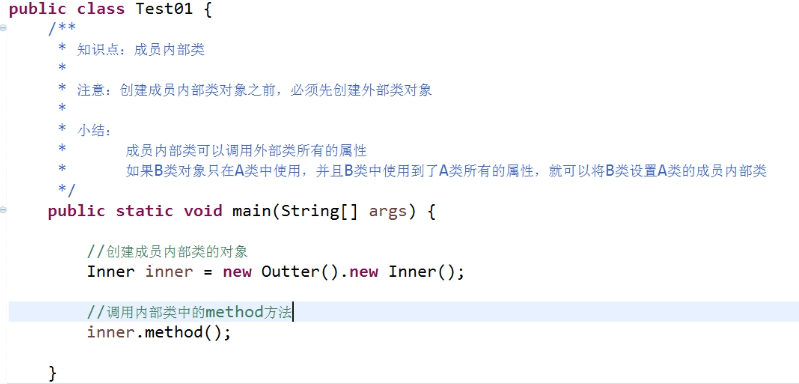 public class Test01 {
/**
* 知识点：成员内部类
*
* 注意：创建成员内部类对象之前，必须先创建外部类对象
*
* 小结：
* 成员内部类可以调用外部类所有的属性
* 如果B类对象只在A类中使用，并且B类中使用到了A类所有的属性，就可以将B类设置A类的成员内部类
*/
public static void main(String[] args) {
//创建成员内部类的对象
Inner inner = new Outter().new Inner();
//调用内部类中的method方法
inner.method();
}